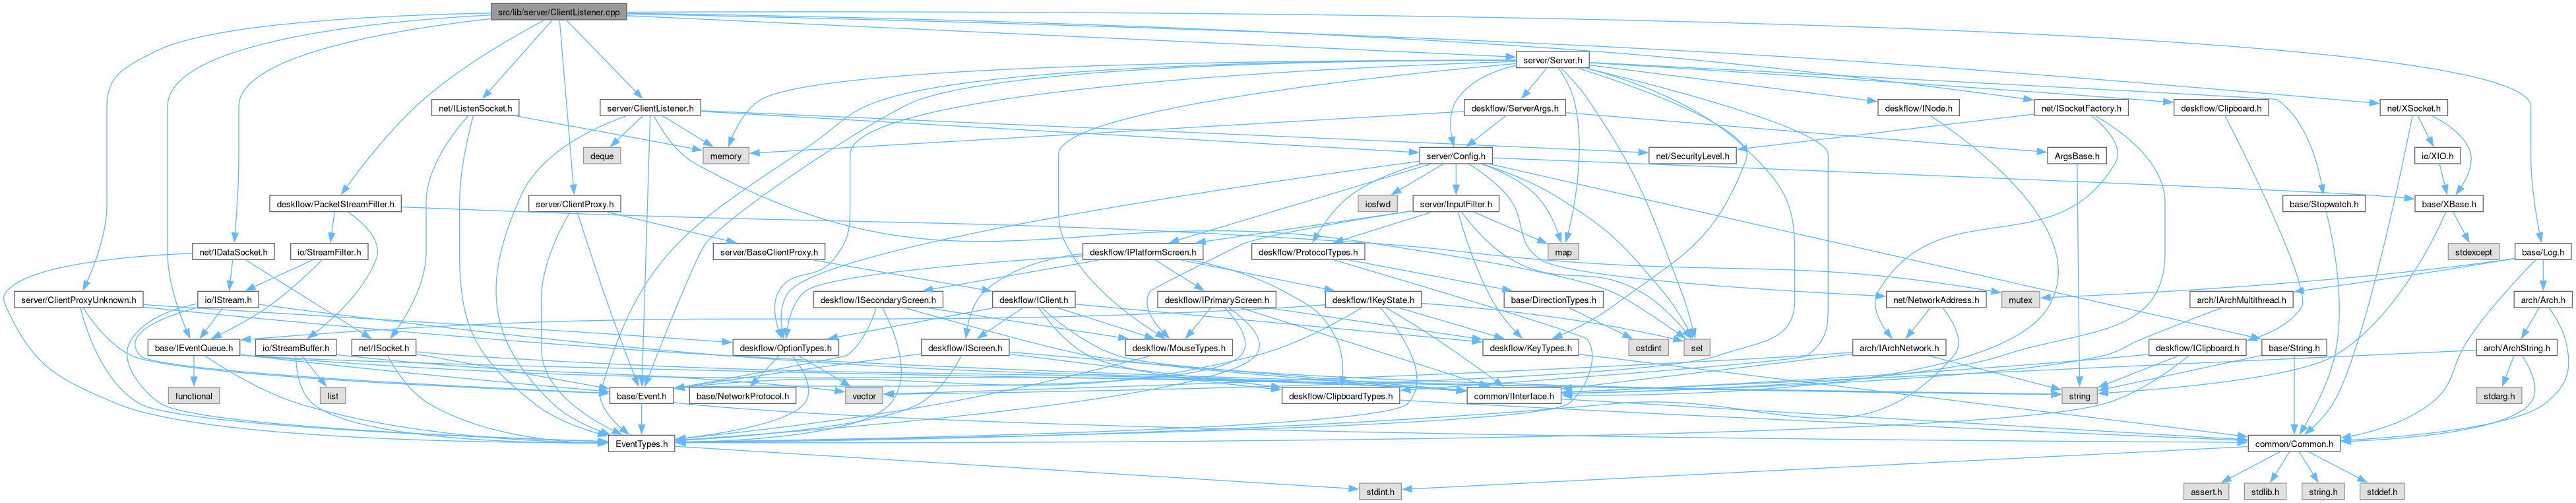 src/lib/server/ClientListener.cpp
server/Server.h
net/IListenSocket.h
server/ClientListener.h
deskflow/ServerArgs.h
deskflow/INode.h
net/ISocketFactory.h
deskflow/Clipboard.h
net/XSocket.h
deque
memory
server/Config.h
net/SecurityLevel.h
ArgsBase.h
io/XIO.h
deskflow/PacketStreamFilter.h
server/ClientProxy.h
iosfwd
server/InputFilter.h
base/Stopwatch.h
base/XBase.h
net/IDataSocket.h
io/StreamFilter.h
server/BaseClientProxy.h
deskflow/IPlatformScreen.h
deskflow/ProtocolTypes.h
map
stdexcept
base/Log.h
server/ClientProxyUnknown.h
io/IStream.h
deskflow/ISecondaryScreen.h
deskflow/IClient.h
deskflow/IPrimaryScreen.h
deskflow/IKeyState.h
base/DirectionTypes.h
net/NetworkAddress.h
mutex
arch/IArchMultithread.h
arch/Arch.h
base/IEventQueue.h
io/StreamBuffer.h
net/ISocket.h
deskflow/OptionTypes.h
deskflow/IScreen.h
deskflow/MouseTypes.h
deskflow/KeyTypes.h
cstdint
set
arch/IArchNetwork.h
deskflow/IClipboard.h
base/String.h
arch/ArchString.h
functional
list
base/Event.h
base/NetworkProtocol.h
vector
deskflow/ClipboardTypes.h
common/IInterface.h
string
stdarg.h
EventTypes.h
common/Common.h
stdint.h
assert.h
stdlib.h
string.h
stddef.h